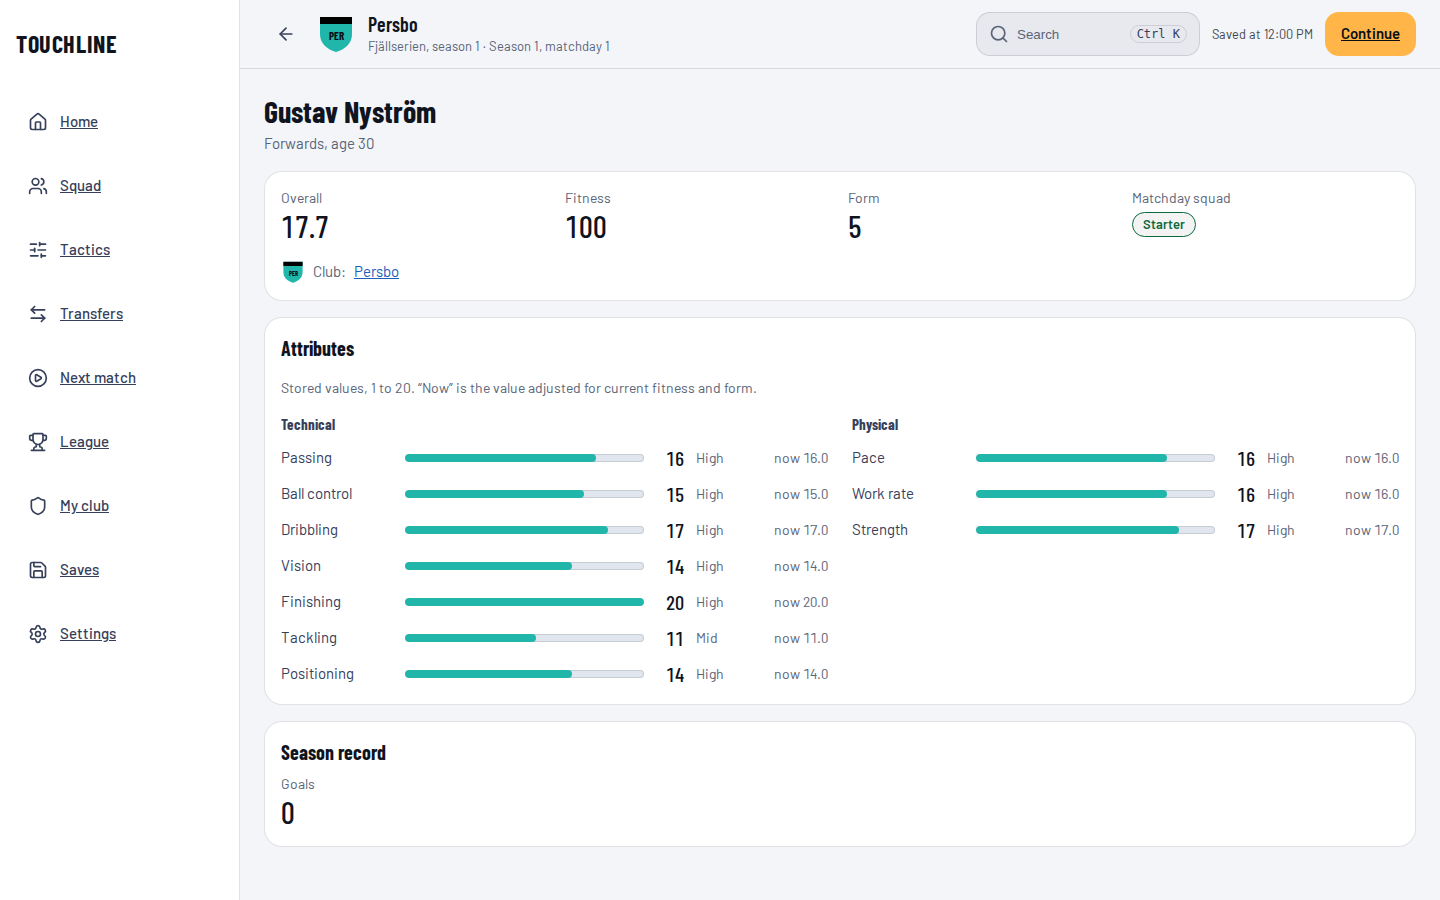 TOUCHLINE
Home
Squad
Tactics
Transfers
Next match
League
My club
Saves
Settings
PER
Persbo
Fjällserien, season 1 · Season 1, matchday 1
Search
Ctrl K
Saved at 12:00 PM
Continue
Gustav Nyström
Forwards, age 30
Overall
17.7
Fitness
100
Form
5
Matchday squad
Starter
PER
Club: Persbo
Attributes
Stored values, 1 to 20. “Now” is the value adjusted for current fitness and form.
Technical
Passing 16 High now 16.0
Ball control 15 High now 15.0
Dribbling 17 High now 17.0
Vision 14 High now 14.0
Finishing 20 High now 20.0
Tackling 11 Mid now 11.0
Positioning 14 High now 14.0
Physical
Pace 16 High now 16.0
Work rate 16 High now 16.0
Strength 17 High now 17.0
Season record
Goals
0